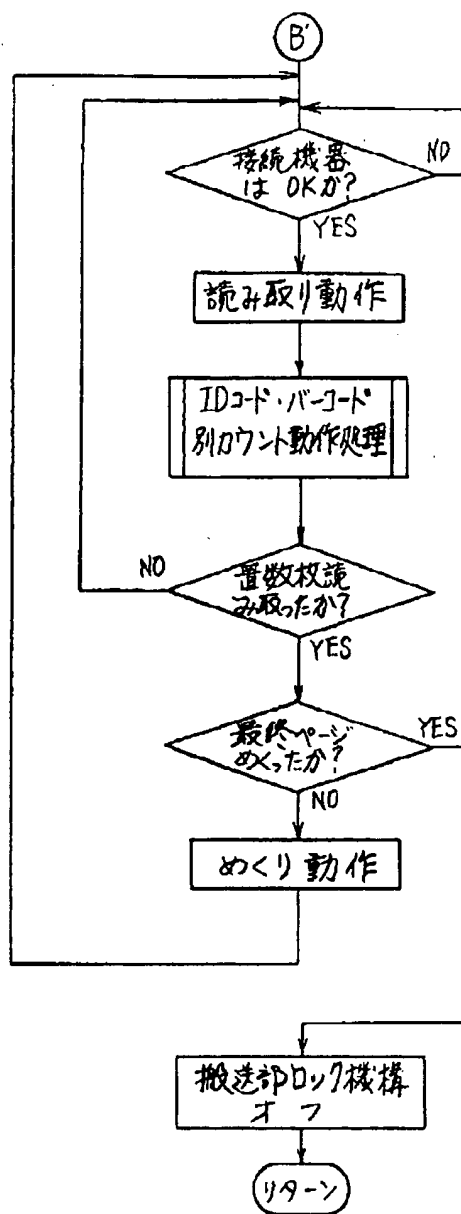 B'
接続機器
は OKか?
NO
YES
読み取り動作
IDコード・バーコード
別カウント動作処理
NO
置数枚読
み取ったか?
YES
最終ページ
めくったか?
YES
NO
めくり動作
搬送部ロック機構
オフ
リターン